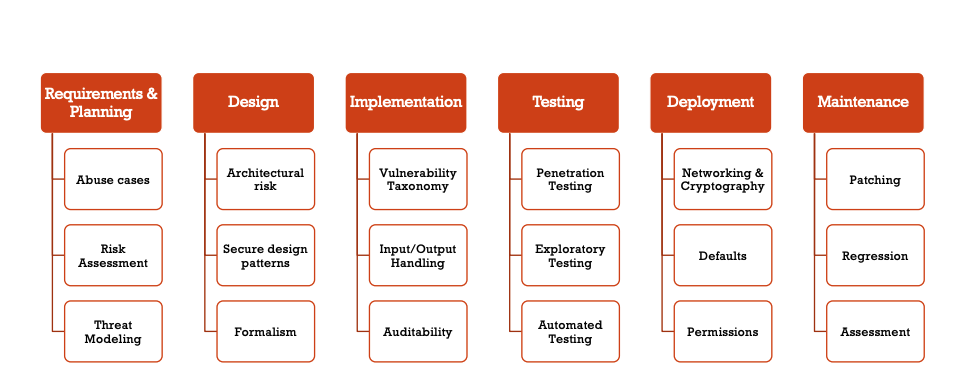 Requirements &
Planning
Abuse cases
Risk
Assessment
Threat
Modeling
Design
Architectural
risk
Secure design
patterns
Formalism
Implementation
Vulnerability
Taxonomy
Input/Output
Handling
Auditability
Testing
Penetration
Testing
Exploratory
Testing
Automated
Testing
Deployment
Networking &
Cryptography
Defaults
Permissions
Maintenance
Patching
Regression
Assessment